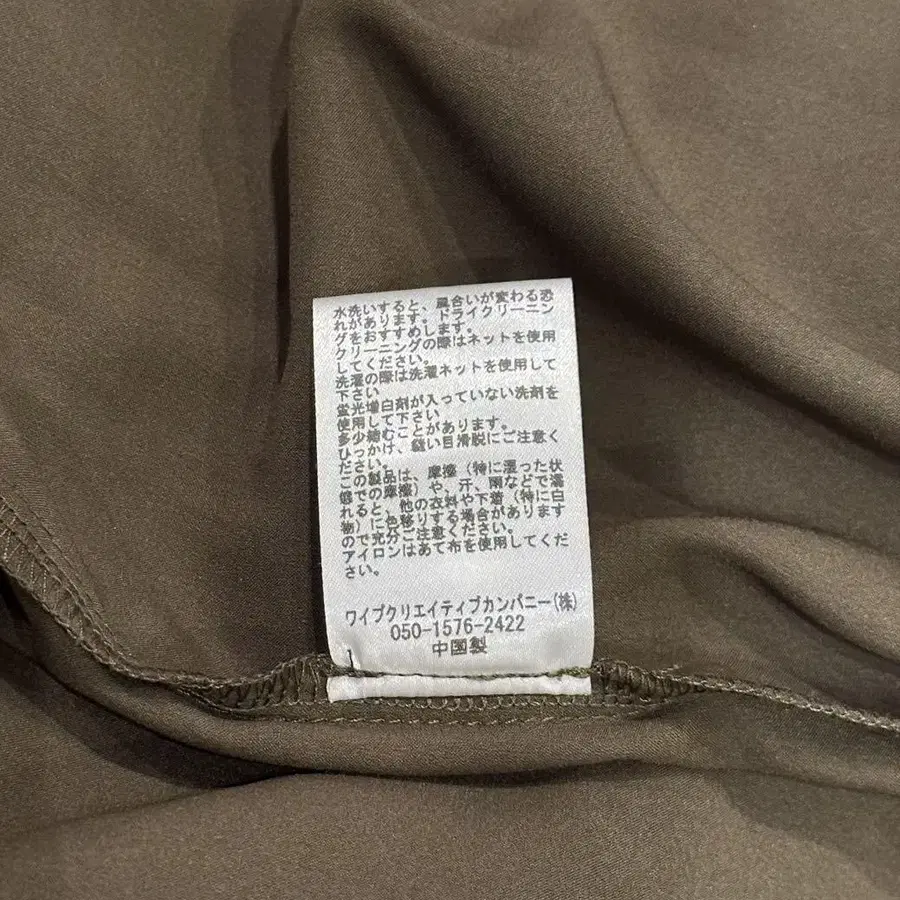 水洗いすると、風合いが変わる恐
れがあります。ドライクリーニン
グをおすすめします。
クリーニングの際はネットを使用
してください。
洗濯の際は洗濯ネットを使用して
下さい
蛍光増白剤が入っていない洗剤を
使用して下さい
多少縮むことがあります。
ひっかけ、縫い目滑脱にご注意く
ださい。
この製品は、摩擦（特に湿った状
態での摩擦）や、汗、雨などで濡
れると、他の衣料や下着（特に白
物）に色移りする場合があります
ので充分ご注意ください。
アイロンはあて布を使用してくだ
さい。
ワイプクリエイティブカンパニー(株)
050-1576-2422
中国製